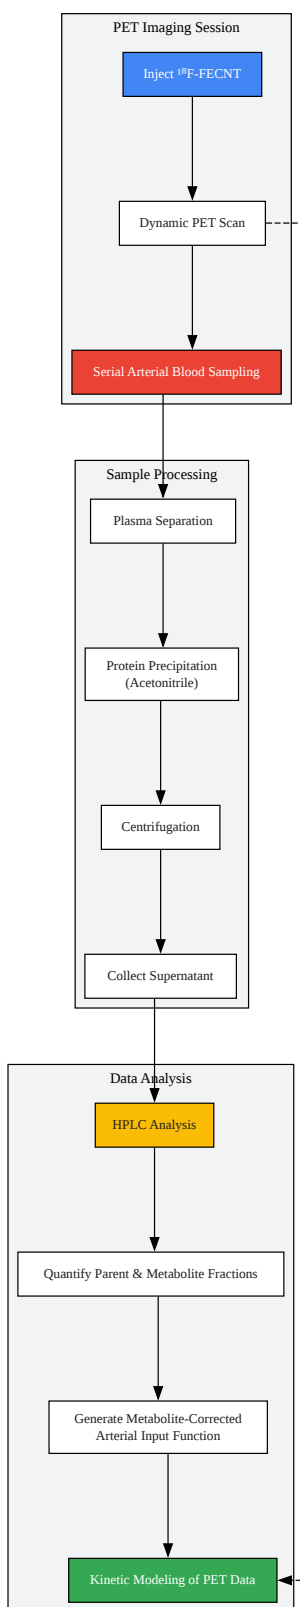 PET Imaging Session
Inject ¹⁸F-FECNT
Dynamic PET Scan
Serial Arterial Blood Sampling
Sample Processing
Plasma Separation
Protein Precipitation
(Acetonitrile)
Centrifugation
Collect Supernatant
Data Analysis
HPLC Analysis
Quantify Parent & Metabolite Fractions
Generate Metabolite-Corrected
Arterial Input Function
Kinetic Modeling of PET Data